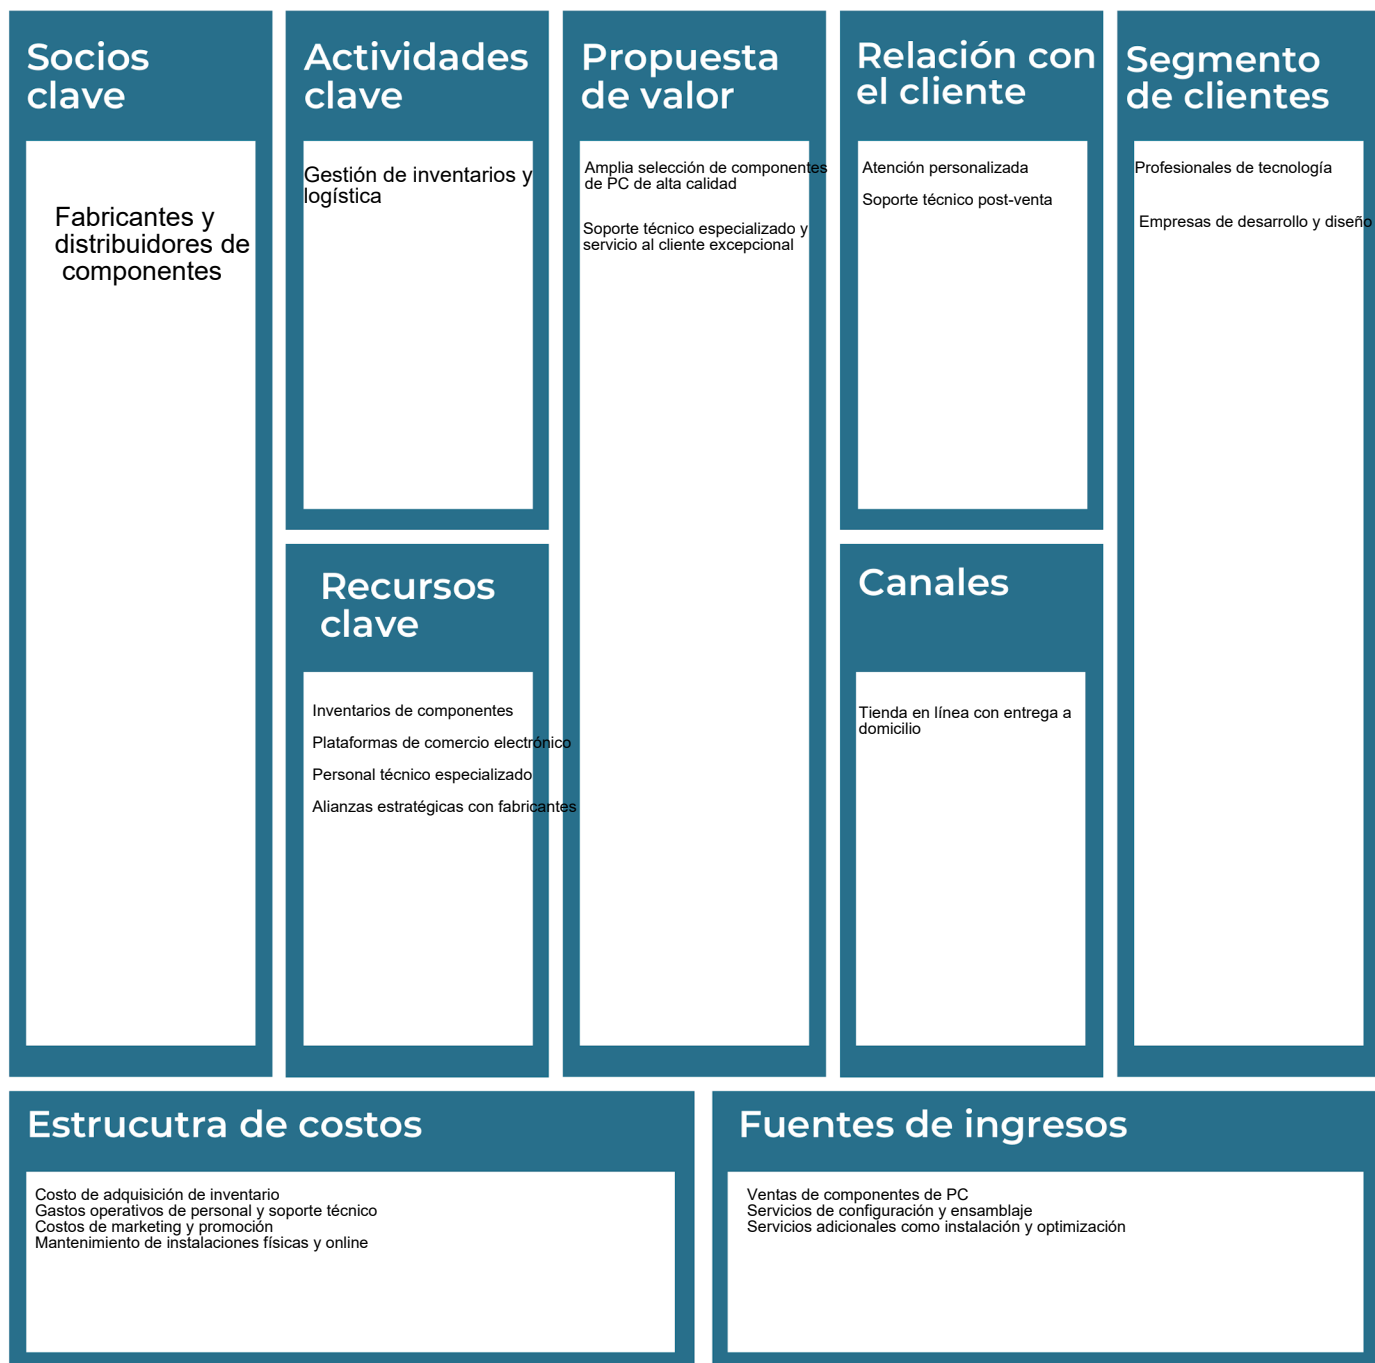 Socios
clave
Fabricantes y
distribuidores de
componentes
Actividades
clave
Gestión de inventarios y
logística
Recursos
clave
Inventarios de componentes
Plataformas de comercio electrónico
Personal técnico especializado
Alianzas estratégicas con fabricantes
Propuesta
de valor
Amplia selección de componentes
de PC de alta calidad
Soporte técnico especializado y
servicio al cliente excepcional
Relación con
el cliente
Atención personalizada
Soporte técnico post-venta
Canales
Tienda en línea con entrega a
domicilio
Segmento
de clientes
Profesionales de tecnología
Empresas de desarrollo y diseño
Estrucutra de costos
Costo de adquisición de inventario
Gastos operativos de personal y soporte técnico
Costos de marketing y promoción
Mantenimiento de instalaciones físicas y online
Fuentes de ingresos
Ventas de componentes de PC
Servicios de configuración y ensamblaje
Servicios adicionales como instalación y optimización